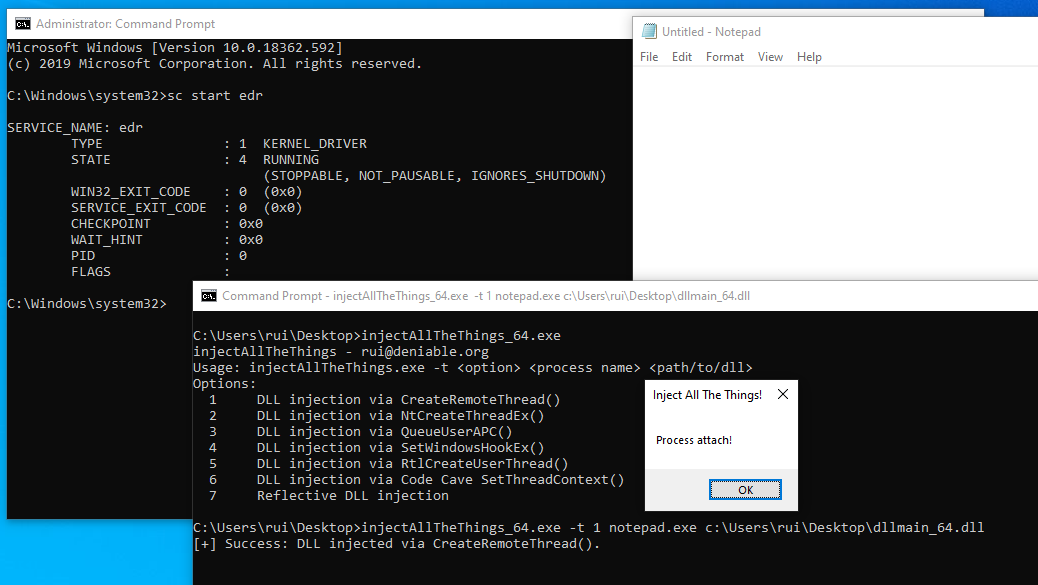 Administrator: Command Prompt
Microsoft Windows [Version 10.0.18362.592]
(c) 2019 Microsoft Corporation. All rights reserved.
C:\Windows\system32>sc start edr
SERVICE_NAME: edr
TYPE : 1 KERNEL_DRIVER
STATE : 4 RUNNING
(STOPPABLE, NOT_PAUSABLE, IGNORES_SHUTDOWN)
WIN32_EXIT_CODE : 0 (0x0)
SERVICE_EXIT_CODE : 0 (0x0)
CHECKPOINT : 0x0
WAIT_HINT : 0x0
PID : 0
FLAGS :
C:\Windows\system32>
Untitled - Notepad
File Edit Format View Help
Command Prompt - injectAllTheThings_64.exe -t 1 notepad.exe c:\Users\rui\Desktop\dllmain_64.dll
C:\Users\rui\Desktop>injectAllTheThings_64.exe
injectAllTheThings - rui@deniable.org
Usage: injectAllTheThings.exe -t <option> <process name> <path/to/dll>
Options:
1 DLL injection via CreateRemoteThread()
2 DLL injection via NtCreateThreadEx()
3 DLL injection via QueueUserAPC()
4 DLL injection via SetWindowsHookEx()
5 DLL injection via RtlCreateUserThread()
6 DLL injection via Code Cave SetThreadContext()
7 Reflective DLL injection
C:\Users\rui\Desktop>injectAllTheThings_64.exe -t 1 notepad.exe c:\Users\rui\Desktop\dllmain_64.dll
[+] Success: DLL injected via CreateRemoteThread().
Inject All The Things!
Process attach!
OK